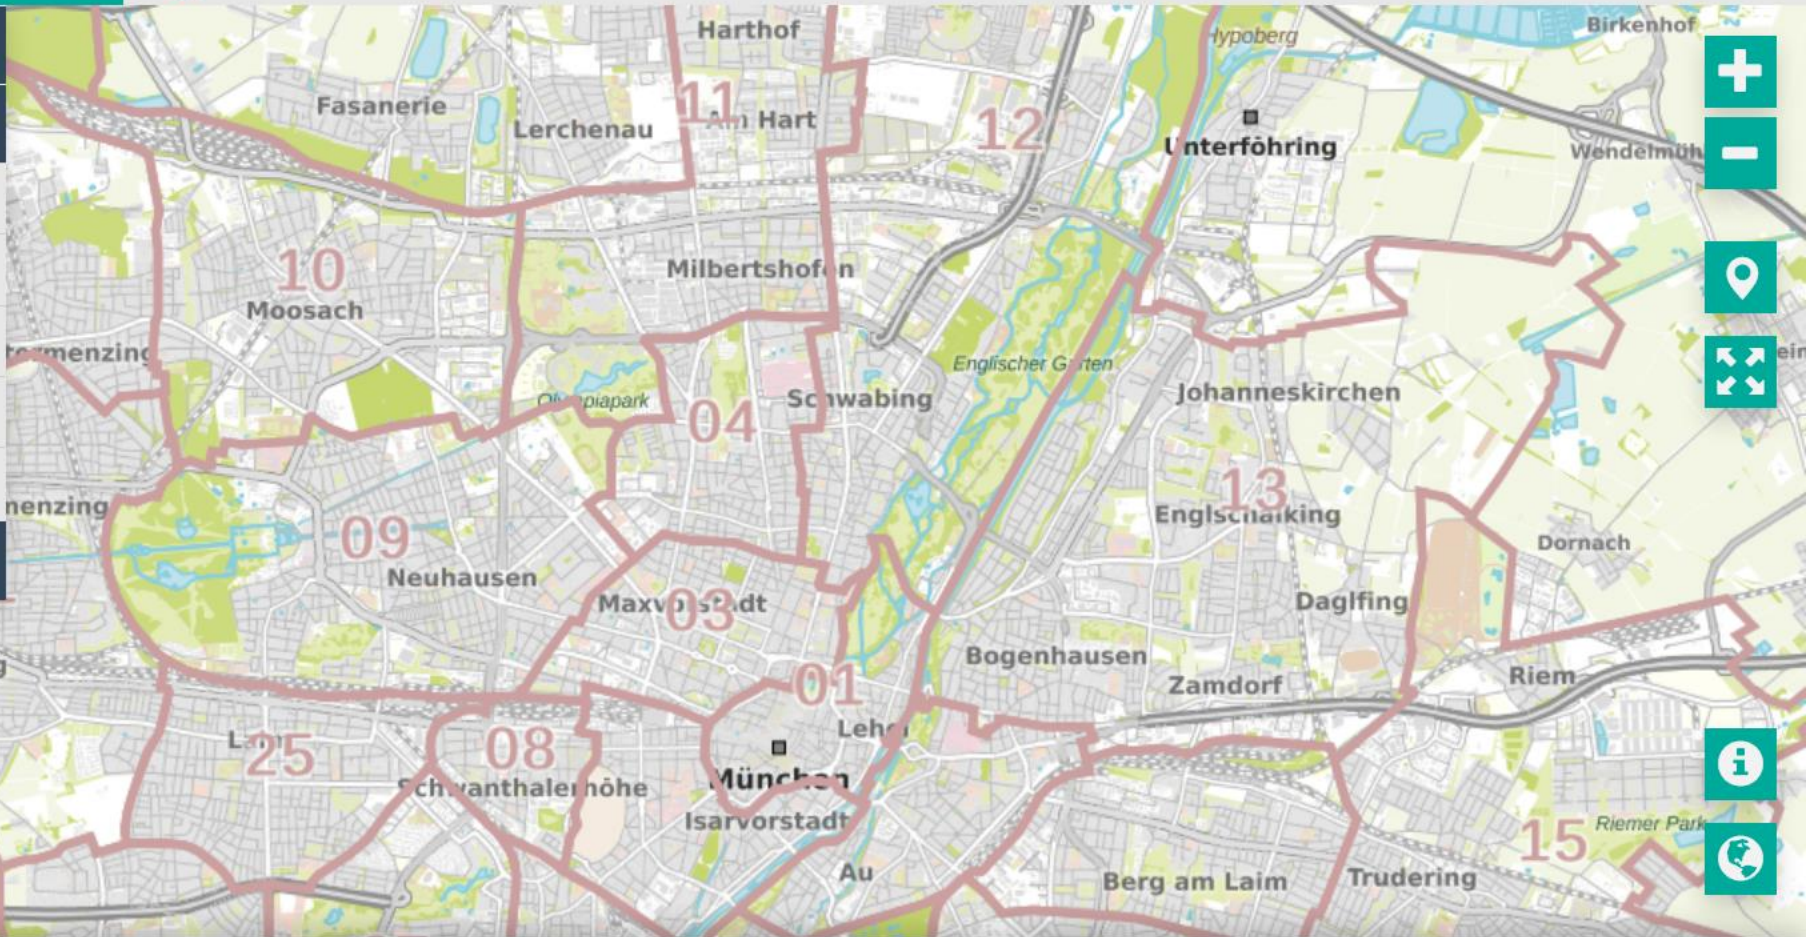 Harthof
Hypoberg
Birkenhof
Fasanerie
Lerchenau
11
Am Hart
12
Unterföhring
10
Milbertshofen
Moosach
Englischer Garten
Johanneskirchen
Olympiapark
Schwabing
04
13
menzing
Englschalking
09
Dornach
Neuhausen
Maxvorstadt
03
Daglfing
Bogenhausen
01
Zamdorf
Riem
Lehel
25
08
Schwanthalerhöhe
München
Isarvorstadt
15
Riemer Park
Au
Berg am Laim
Trudering